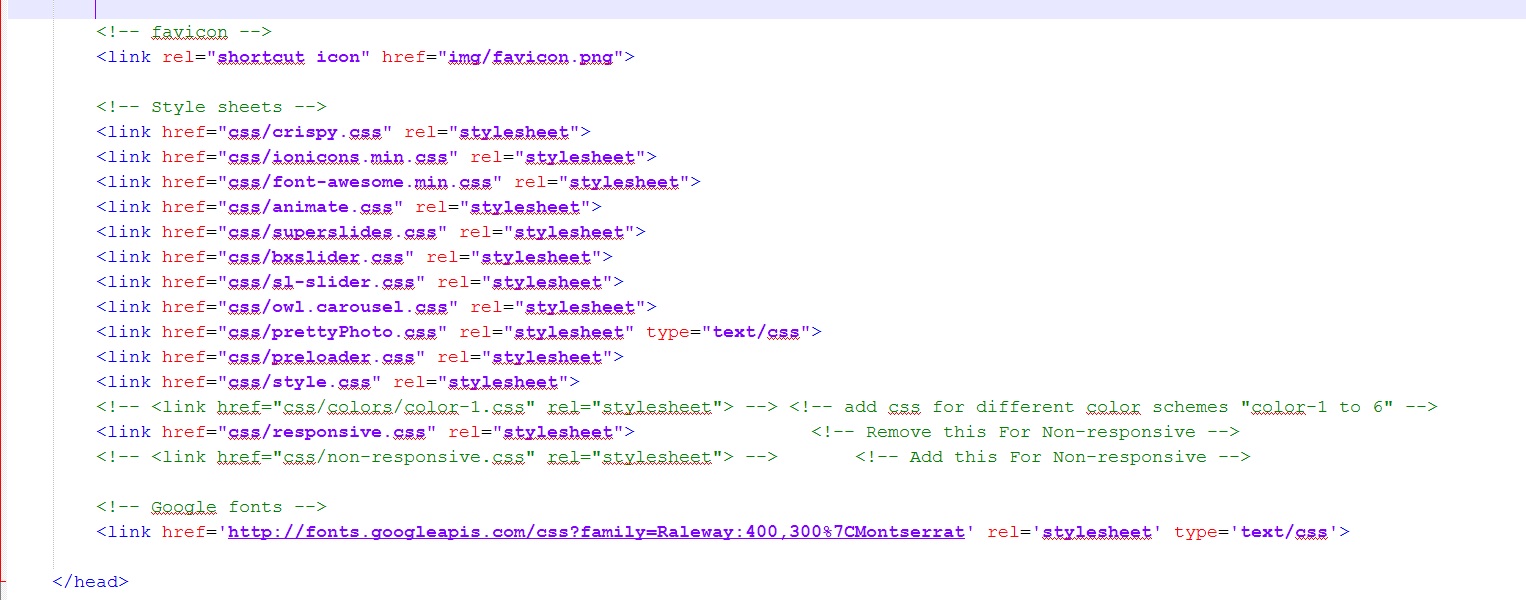 <!-- favicon -->
<link rel="shortcut icon" href="img/favicon.png">
<!-- Style sheets -->
<link href="css/crispy.css" rel="stylesheet">
<link href="css/ionicons.min.css" rel="stylesheet">
<link href="css/font-awesome.min.css" rel="stylesheet">
<link href="css/animate.css" rel="stylesheet">
<link href="css/superslides.css" rel="stylesheet">
<link href="css/bxslider.css" rel="stylesheet">
<link href="css/sl-slider.css" rel="stylesheet">
<link href="css/owl.carousel.css" rel="stylesheet">
<link href="css/prettyPhoto.css" rel="stylesheet" type="text/css">
<link href="css/preloader.css" rel="stylesheet">
<link href="css/style.css" rel="stylesheet">
<!-- <link href="css/colors/color-1.css" rel="stylesheet"> --> <!-- add css for different color schemes "color-1 to 6" -->
<link href="css/responsive.css" rel="stylesheet"> <!-- Remove this For Non-responsive -->
<!-- <link href="css/non-responsive.css" rel="stylesheet"> --> <!-- Add this For Non-responsive -->
<!-- Google fonts -->
<link href='http://fonts.googleapis.com/css?family=Raleway:400,300%7CMontserrat' rel='stylesheet' type='text/css'>
</head>